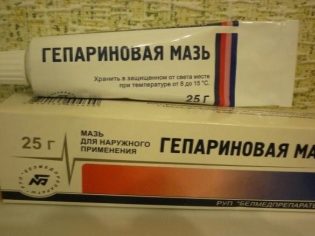 ГЕПАРИНОВАЯ МАЗЬ
Хранить в защищенном от света месте
при температуре от 8 до 15 °С.
25 Г
25 Г
МАЗЬ
ДЛЯ НАРУЖНОГО
ПРИМЕНЕНИЯ
ГЕПАРИНОВАЯ МА
БЕЛМЕДПРЕПАРАТЫ
РУП "БЕЛМЕДПРЕПАРАТ